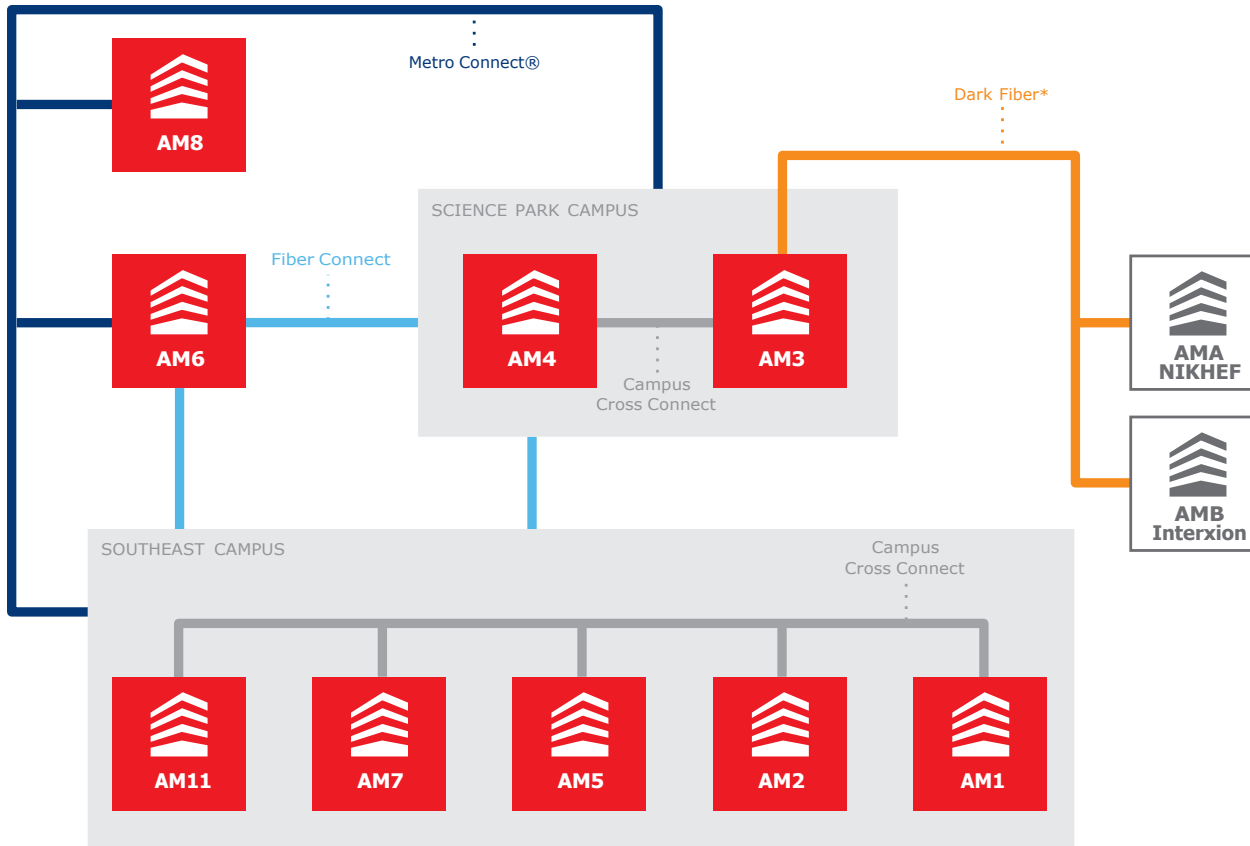 Metro Connect®
Dark Fiber*
AM8
SCIENCE PARK CAMPUS
Fiber Connect
AM6
AM4
AM3
Campus
Cross Connect
AMA
NIKHEF
AMB
Interxion
SOUTHEAST CAMPUS
Campus
Cross Connect
AM11
AM7
AM5
AM2
AM1